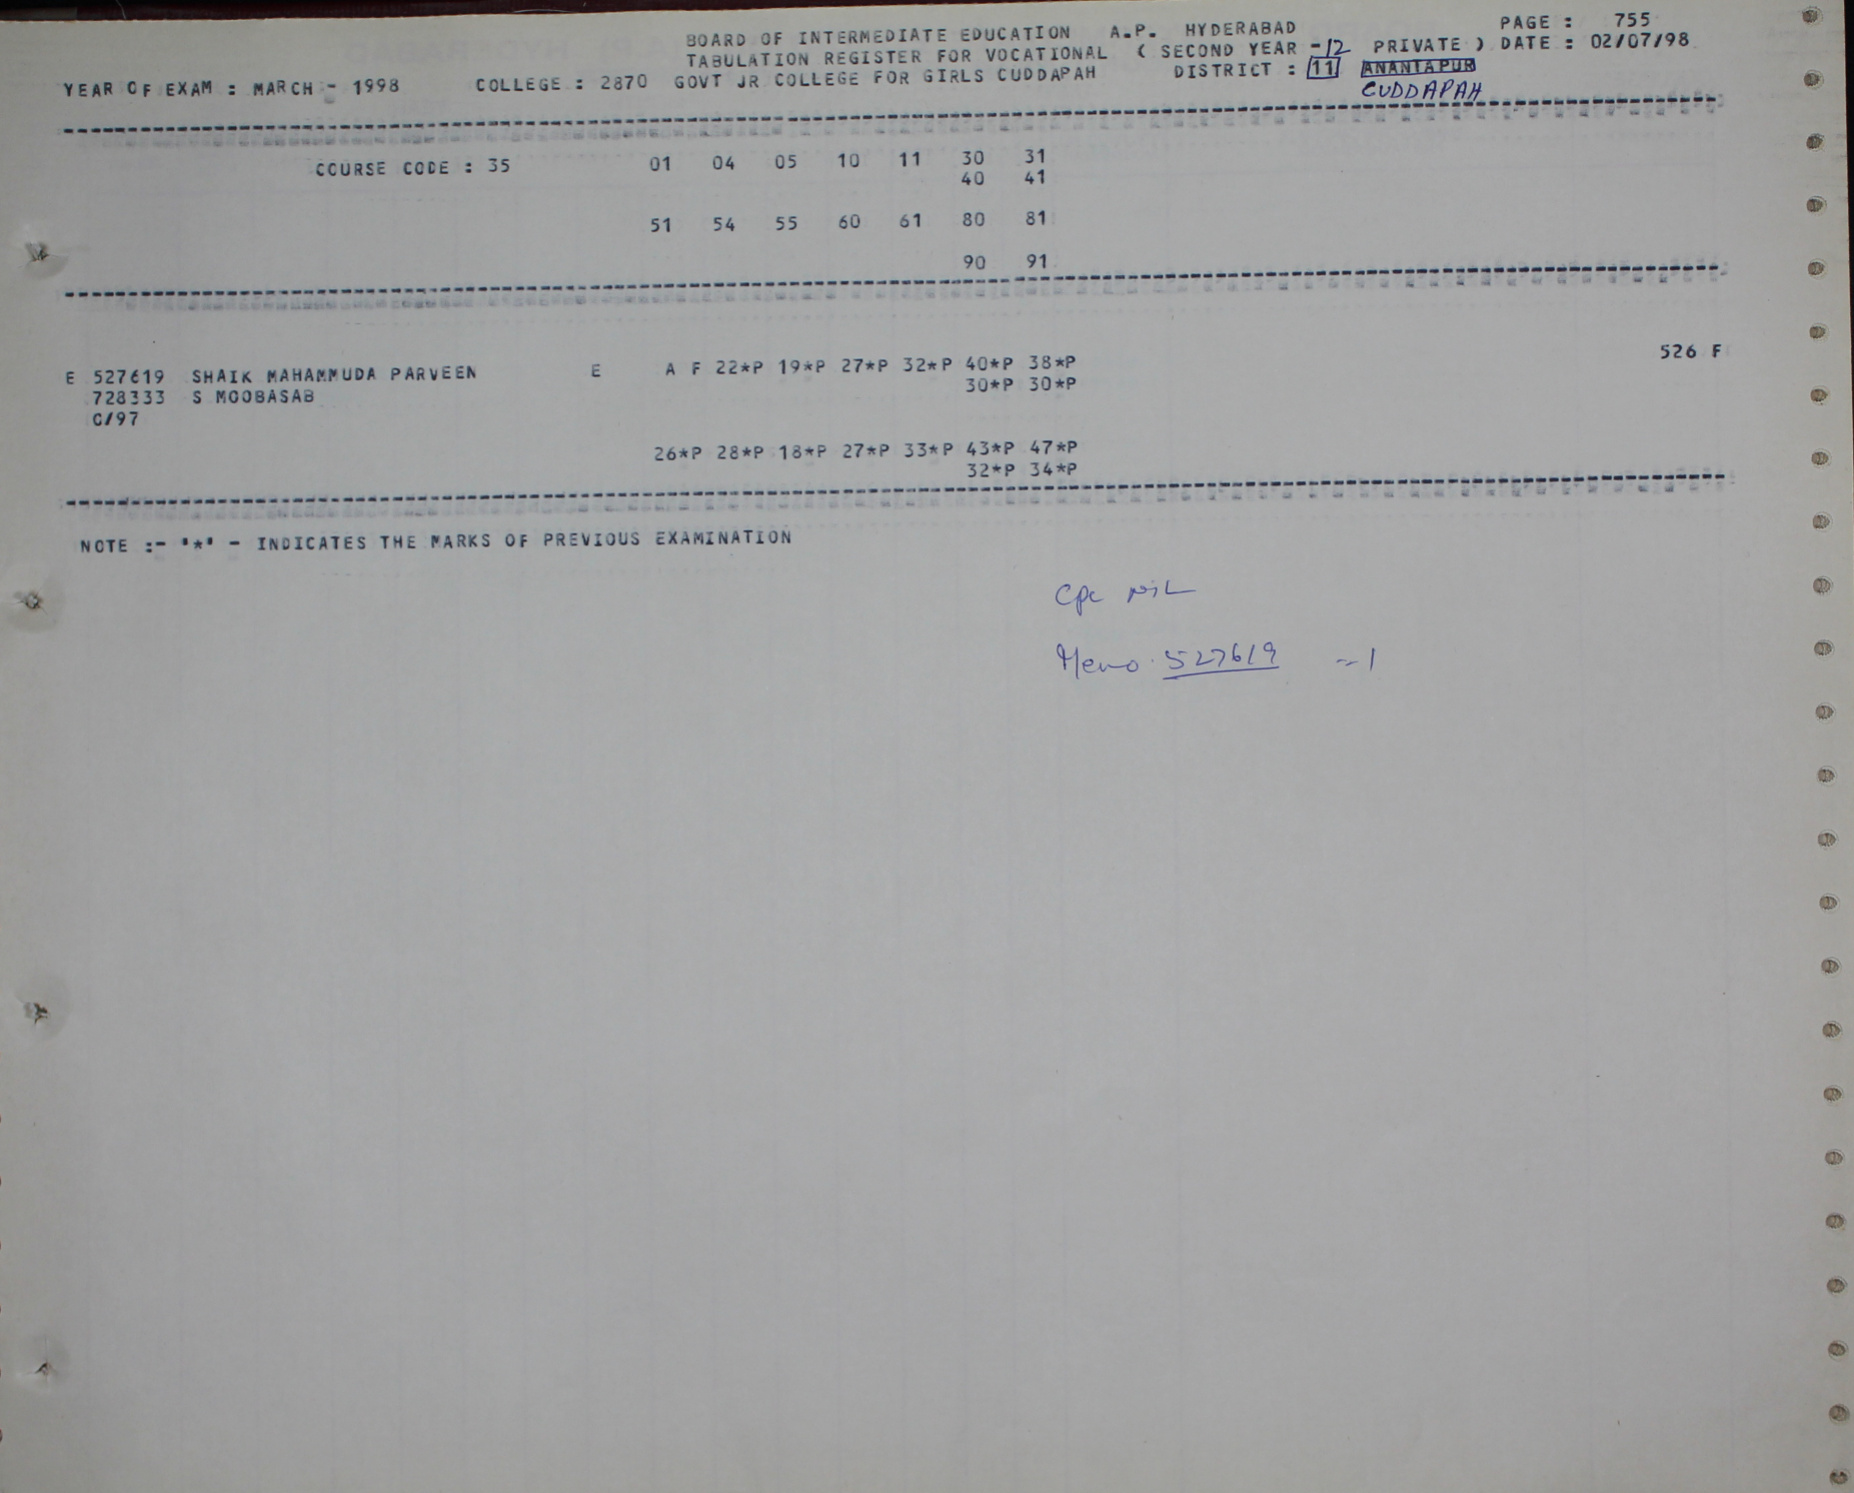 BOARD OF INTERMEDIATE EDUCATION A.P. HYDERABAD PAGE : 755
TABULATION REGISTER FOR VOCATIONAL ( SECOND YEAR -12 PRIVATE ) DATE : 02/07/98
YEAR OF EXAM : MARCH - 1998 COLLEGE : 2870 GOVT JR COLLEGE FOR GIRLS CUDDAPAH DISTRICT : 11 ANANTAPUR
CUDDAPAH
COURSE CODE : 35 01 04 05 10 11 30 31
40 41
51 54 55 60 61 80 81
90 91
E 527619 SHAIK MAHAMMUDA PARVEEN E A F 22*P 19*P 27*P 32*P 40*P 38*P 526 F
728333 S MOOBASAB 30*P 30*P
C/97
26*P 28*P 18*P 27*P 33*P 43*P 47*P
32*P 34*P
NOTE :- '*' - INDICATES THE MARKS OF PREVIOUS EXAMINATION
Cpc NIL
Memo. 527619 =1